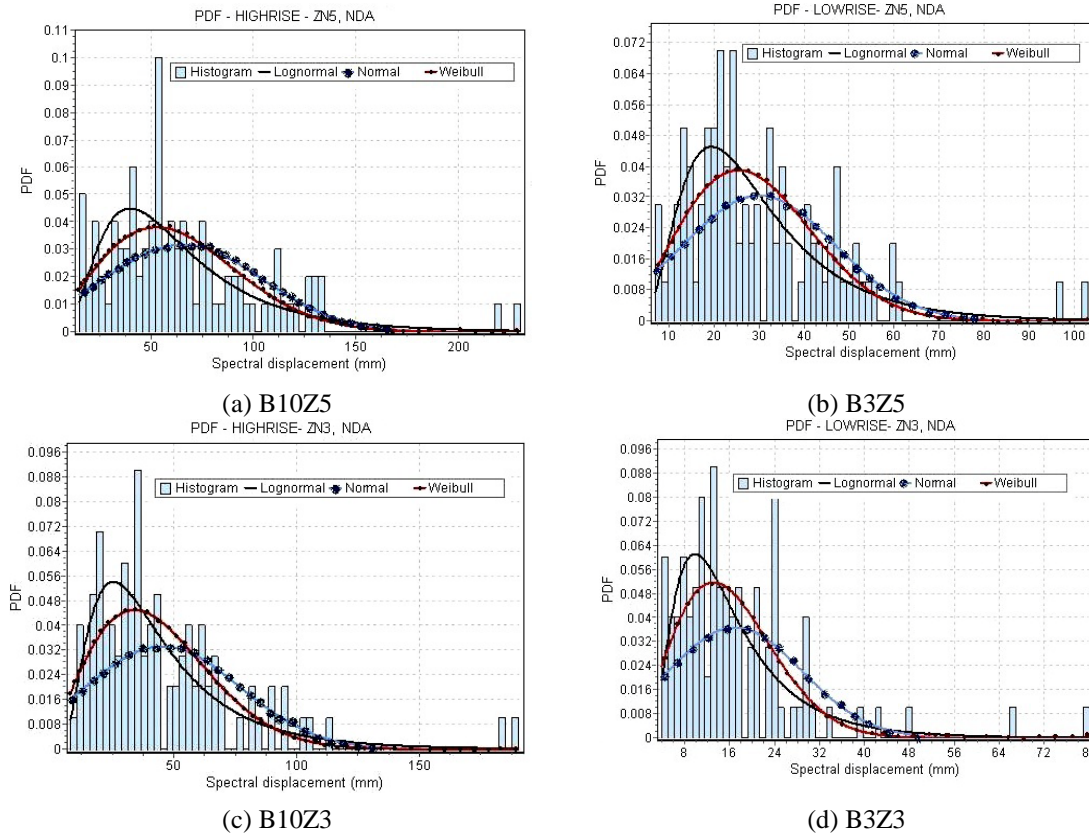 PDF - HIGHRISE - ZN5, NDA
0.11
0.1
0.09
0.08
0.07
0.06
0.05
0.04
0.03
0.02
0.01
0
PDF
Histogram Lognormal Normal Weibull
50 100 150 200
Spectral displacement (mm)
(a) B10Z5
PDF - LOWRISE- ZN5, NDA
0.072
0.064
0.056
0.048
0.04
0.032
0.024
0.016
0.008
0
PDF
Histogram Lognormal Normal Weibull
10 20 30 40 50 60 70 80 90 100
Spectral displacement (mm)
(b) B3Z5
PDF - HIGHRISE- ZN3, NDA
0.096
0.088
0.08
0.072
0.064
0.056
0.048
0.04
0.032
0.024
0.016
0.008
0
PDF
Histogram Lognormal Normal Weibull
50 100 150
Spectral displacement (mm)
(c) B10Z3
PDF - LOWRISE- ZN3, NDA
0.096
0.088
0.08
0.072
0.064
0.056
0.048
0.04
0.032
0.024
0.016
0.008
0
PDF
Histogram Lognormal Normal Weibull
8 16 24 32 40 48 56 64 72 80
Spectral displacement (mm)
(d) B3Z3